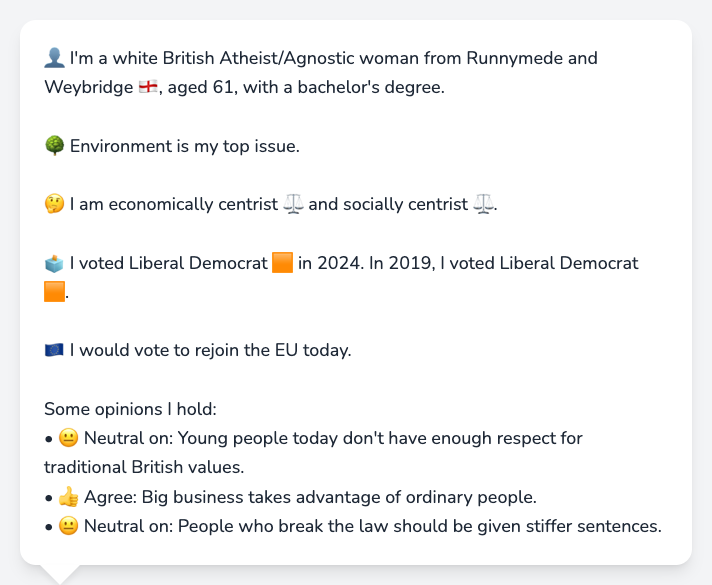 👤 I'm a white British Atheist/Agnostic woman from Runnymede and
Weybridge 🏴󠁧󠁢󠁥󠁮󠁧󠁿, aged 61, with a bachelor's degree.
🌳 Environment is my top issue.
🤔 I am economically centrist ⚖️ and socially centrist ⚖️.
🗳️ I voted Liberal Democrat 🟧 in 2024. In 2019, I voted Liberal Democrat
🟧.
🇪🇺 I would vote to rejoin the EU today.
Some opinions I hold:
• 😐 Neutral on: Young people today don't have enough respect for
traditional British values.
• 👍 Agree: Big business takes advantage of ordinary people.
• 😐 Neutral on: People who break the law should be given stiffer sentences.